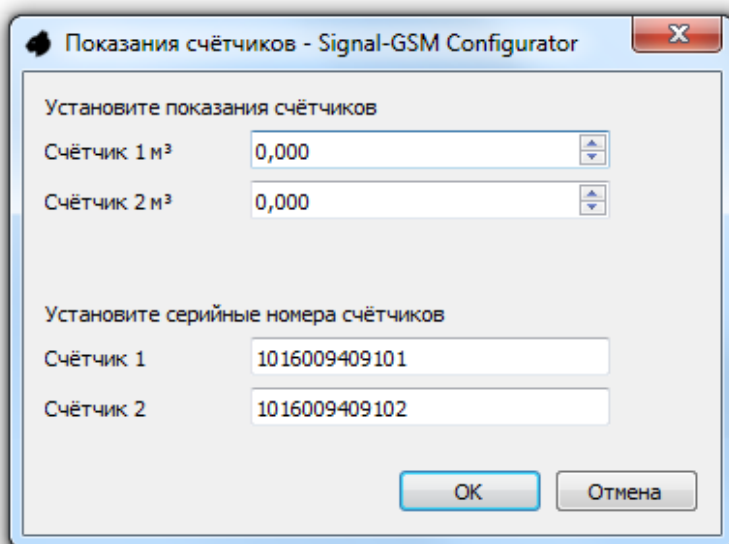 Показания счётчиков - Signal-GSM Configurator
Установите показания счётчиков
Счётчик 1 м³ 0,000
Счётчик 2 м³ 0,000
Установите серийные номера счётчиков
Счётчик 1 1016009409101
Счётчик 2 1016009409102
OK Отмена